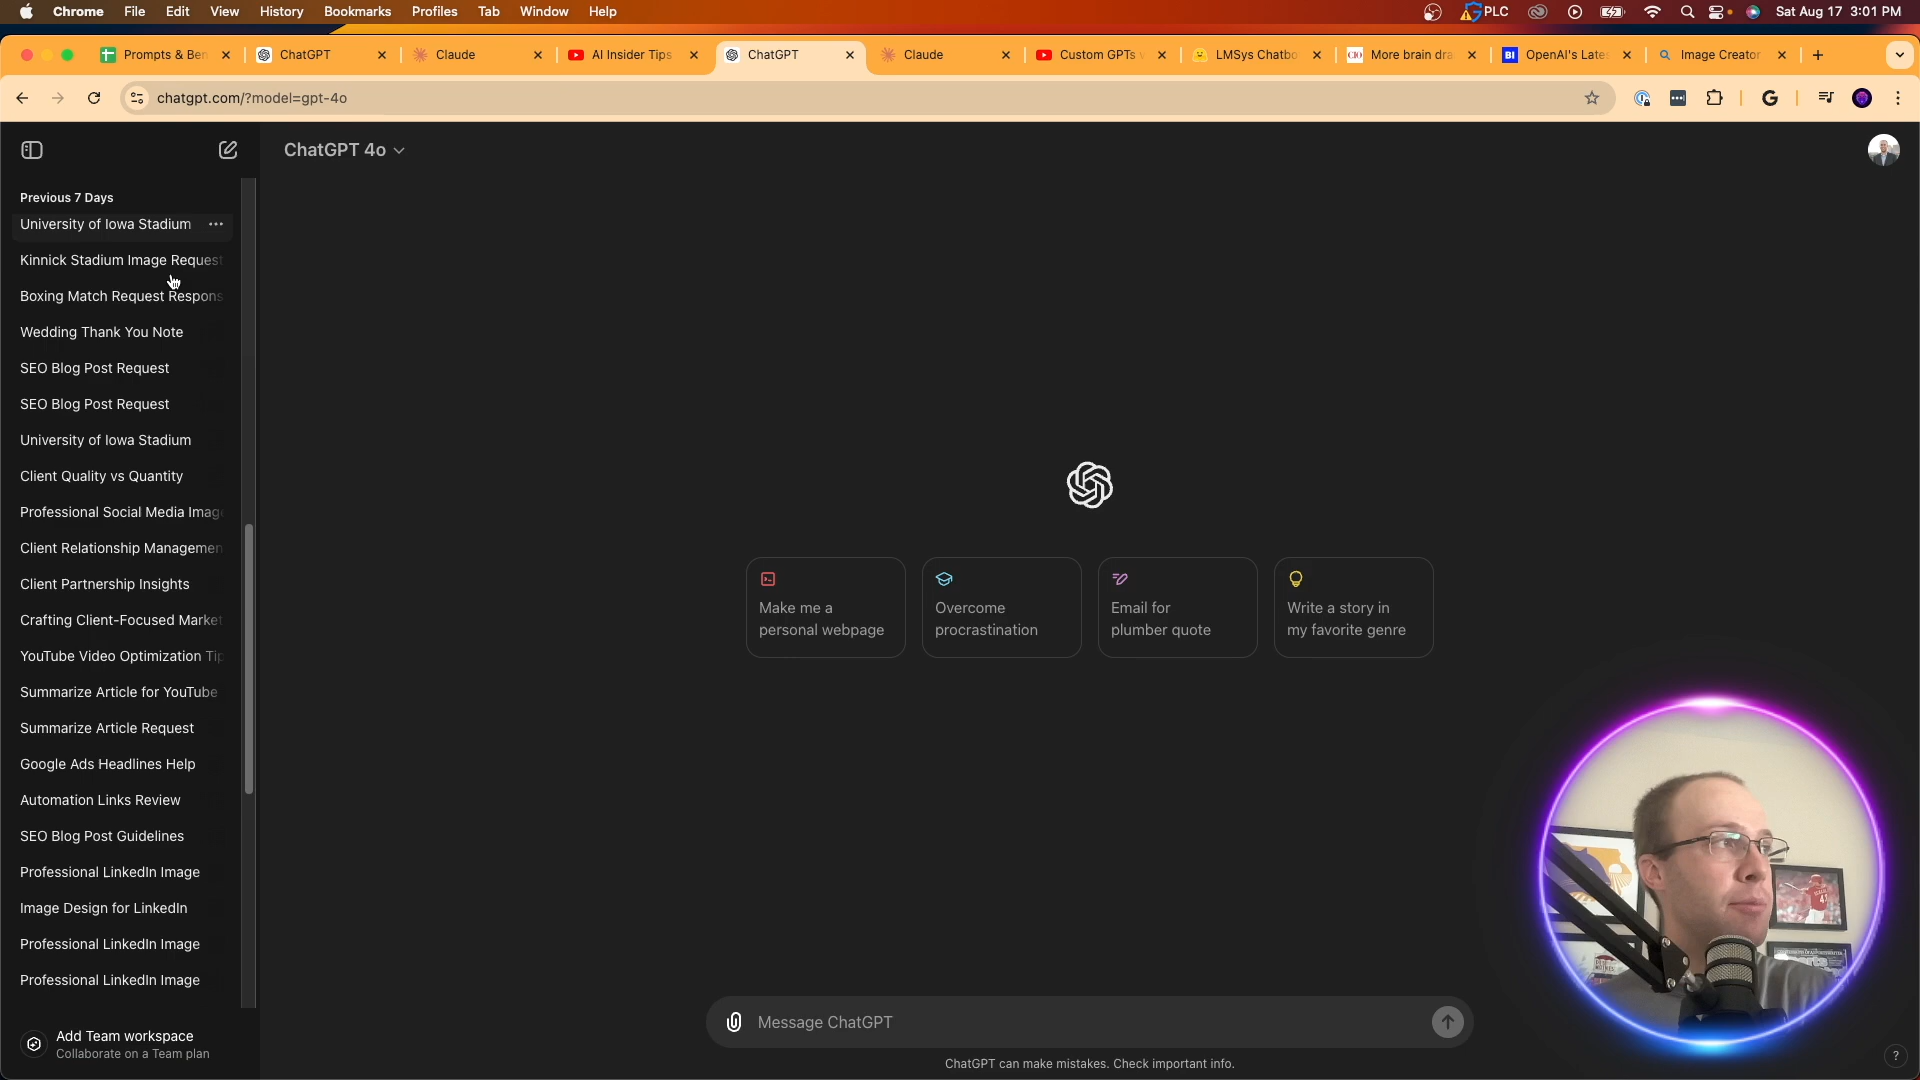 Chrome File Edit View History Bookmarks Profiles Tab Window Help PLC Sat Aug 17 3:01 PM
Prompts & Ben ChatGPT Claude AI Insider Tips ChatGPT Claude Custom GPTs LMSys Chatbo CIO More brain dra BI OpenAI's Late Image Creator
chatgpt.com/?model=gpt-4o
ChatGPT 4o
Previous 7 Days
University of Iowa Stadium
Kinnick Stadium Image Request
Boxing Match Request Respons
Wedding Thank You Note
SEO Blog Post Request
SEO Blog Post Request
University of Iowa Stadium
Client Quality vs Quantity
Professional Social Media Image
Client Relationship Managemen
Client Partnership Insights
Crafting Client-Focused Market
YouTube Video Optimization Tip
Summarize Article for YouTube
Summarize Article Request
Google Ads Headlines Help
Automation Links Review
SEO Blog Post Guidelines
Professional LinkedIn Image
Image Design for LinkedIn
Professional LinkedIn Image
Professional LinkedIn Image
Add Team workspace
Collaborate on a Team plan
Make me a
personal webpage
Overcome
procrastination
Email for
plumber quote
Write a story in
my favorite genre
Message ChatGPT
ChatGPT can make mistakes. Check important info.
?